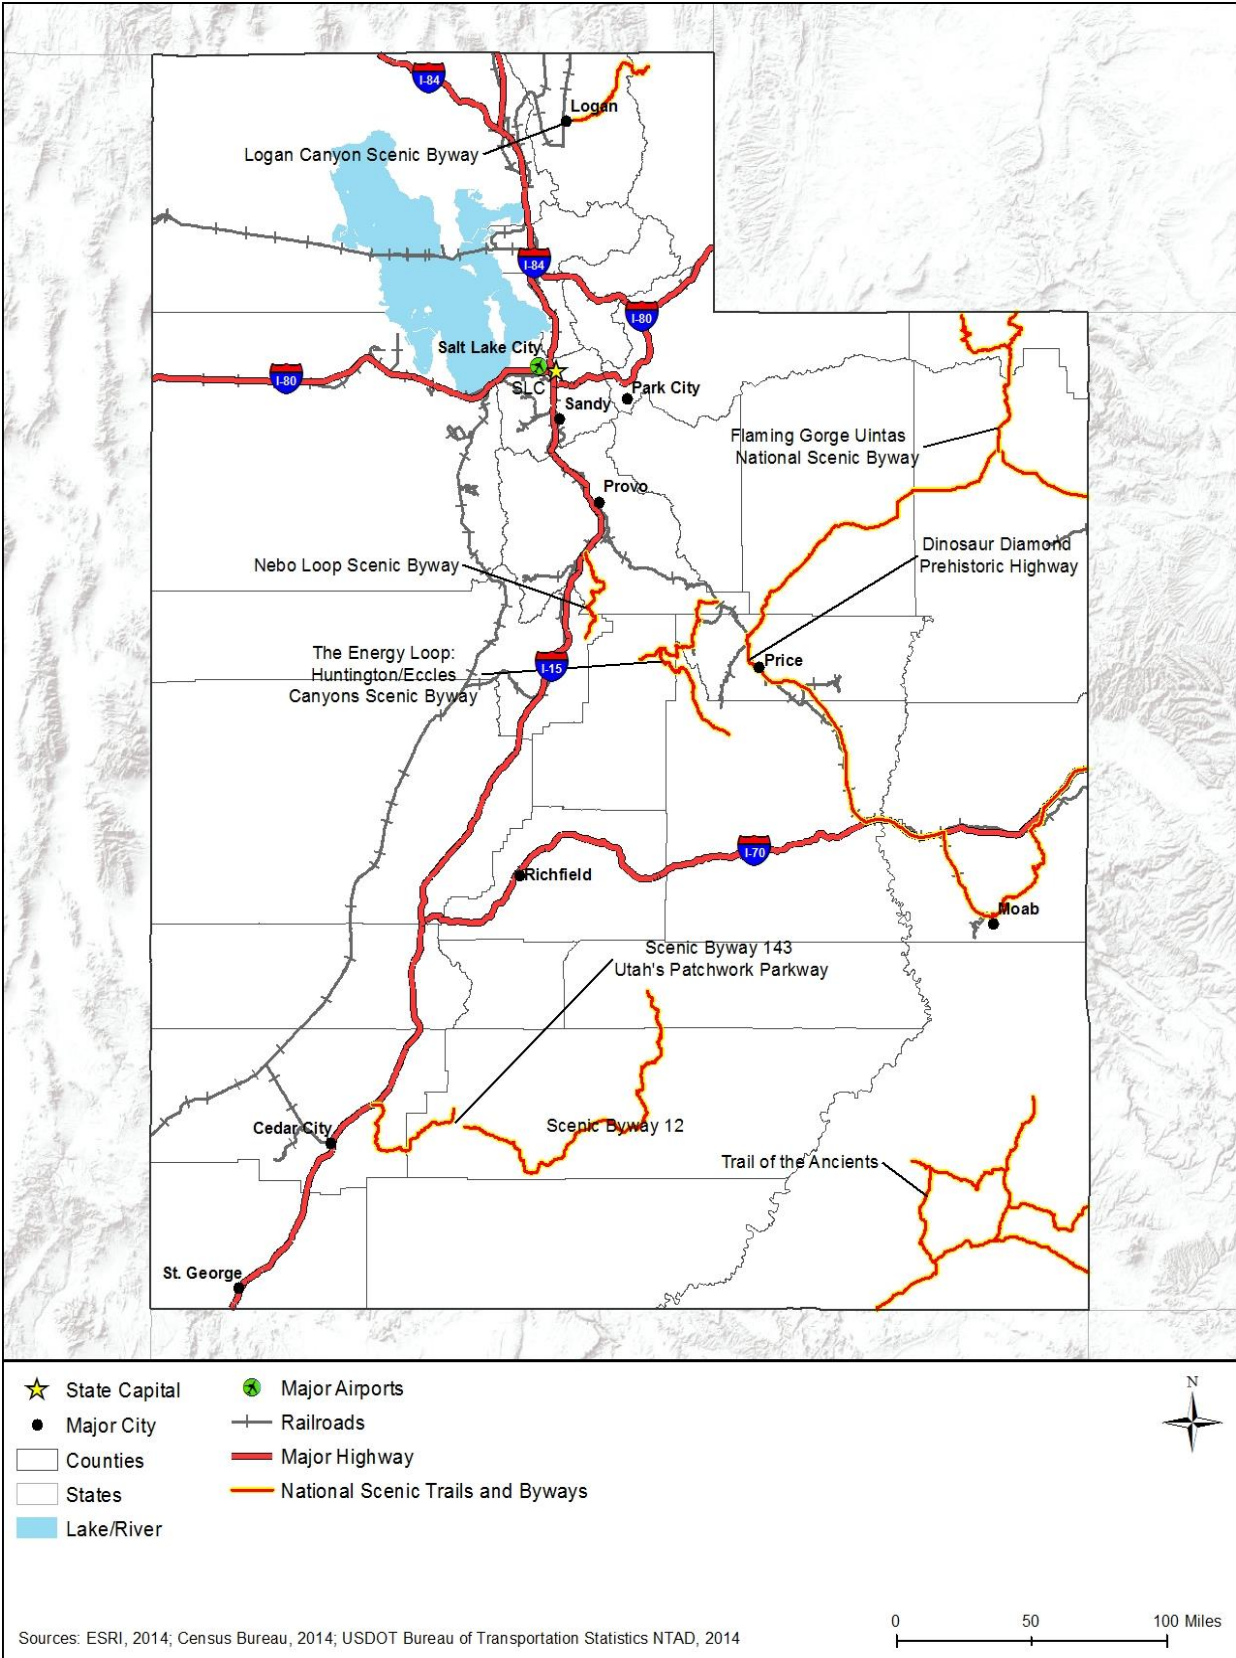 I-84
Logan
Logan Canyon Scenic Byway
I-84
I-80
Salt Lake City
I-80
SLC
Park City
Sandy
Flaming Gorge Uintas
National Scenic Byway
Provo
Dinosaur Diamond
Prehistoric Highway
Nebo Loop Scenic Byway
The Energy Loop:
Huntington/Eccles
Canyons Scenic Byway
I-15
Price
I-70
Richfield
Moab
Scenic Byway 143
Utah's Patchwork Parkway
Cedar City
Scenic Byway 12
Trail of the Ancients
St. George
State Capital
Major City
Counties
States
Lake/River
Major Airports
Railroads
Major Highway
National Scenic Trails and Byways
N
0 50 100 Miles
Sources: ESRI, 2014; Census Bureau, 2014; USDOT Bureau of Transportation Statistics NTAD, 2014